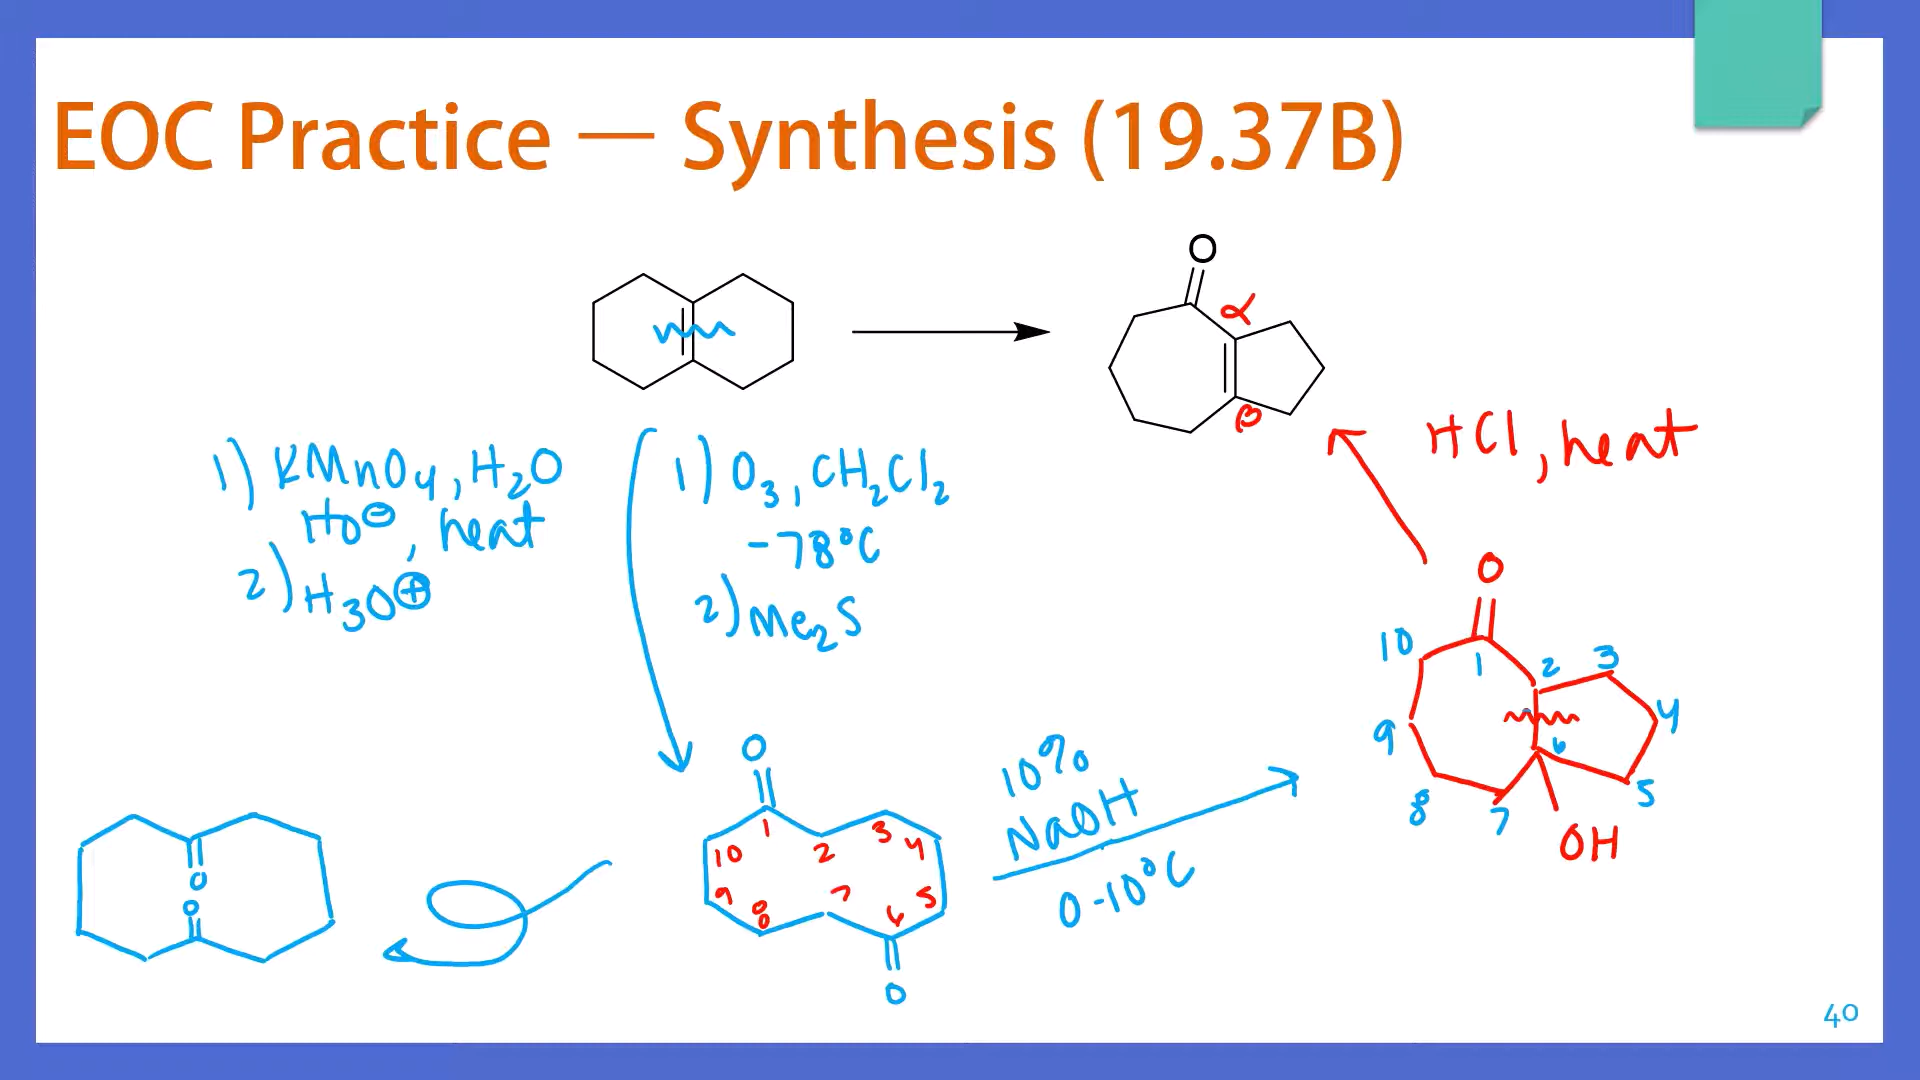 EOC Practice — Synthesis (19.37B)
O
α
β
1) KMnO4, H2O
HO⊖, heat
2) H3O⊕
1) O3, CH2Cl2
-78°C
2) Me2S
HCl, heat
O
10 1 2 3
9 6 4
8 7 5
OH
10%
NaOH
0-10°C
O
1 3
10 2 4
9 7 5
8 6
O
O
O
40